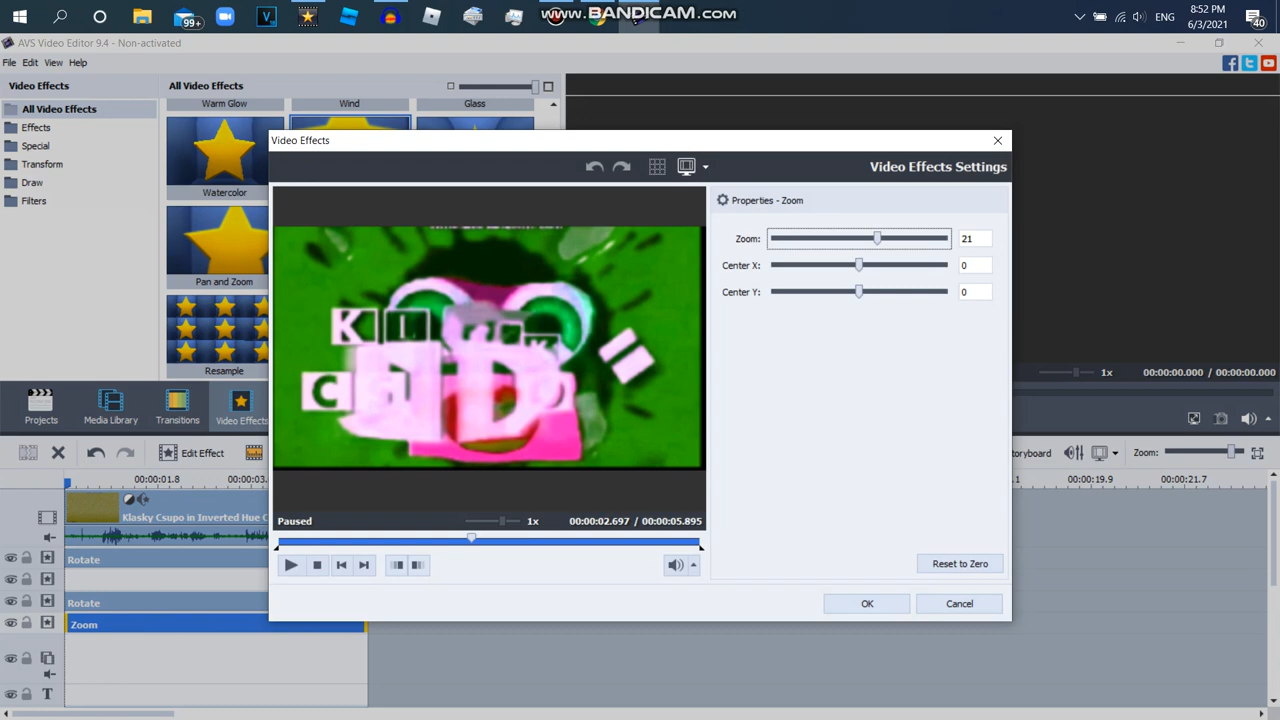 99+
www.BANDICAM.com
ENG
8:52 PM
6/3/2021
40
AVS Video Editor 9.4 - Non-activated
File Edit View Help
Video Effects
All Video Effects
All Video Effects
Effects
Special
Transform
Draw
Filters
Warm Glow
Wind
Glass
Watercolor
Pan and Zoom
Resample
Video Effects
Video Effects Settings
Properties - Zoom
Zoom: 21
Center X: 0
Center Y: 0
Paused
1x
00:00:02.697 / 00:00:05.895
Reset to Zero
OK
Cancel
1x
00:00:00.000 / 00:00:00.000
Projects
Media Library
Transitions
Video Effects
Edit Effect
toryboard
Zoom:
00:00:01.8
00:00:03.
.1
00:00:19.9
00:00:21.7
Klasky Csupo in Inverted Hue C
Rotate
Rotate
Zoom
T